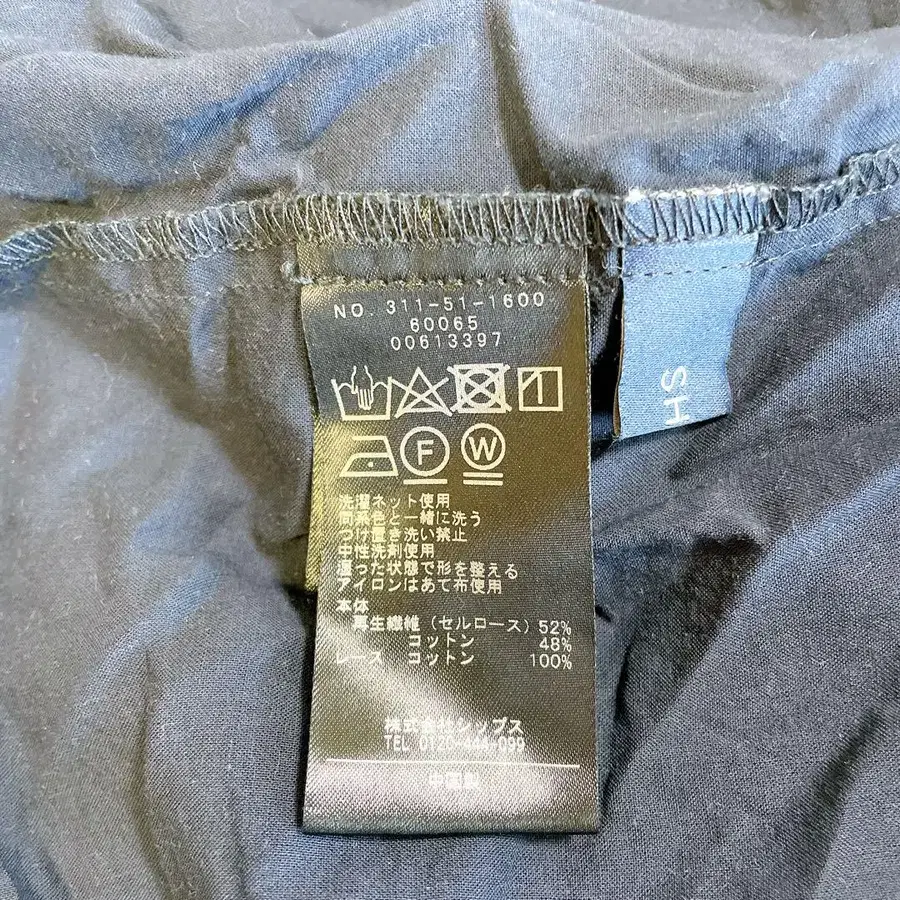 NO. 311-51-1600
60065
00613397
F W
洗濯ネット使用
同系色と一緒に洗う
つけ置き洗い禁止
中性洗剤使用
湿った状態で形を整える
アイロンはあて布使用
本体
再生繊維（セルロース）52%
コットン 48%
レース コットン 100%
株式会社シップス
TEL 0120-444-099
中国製
SH